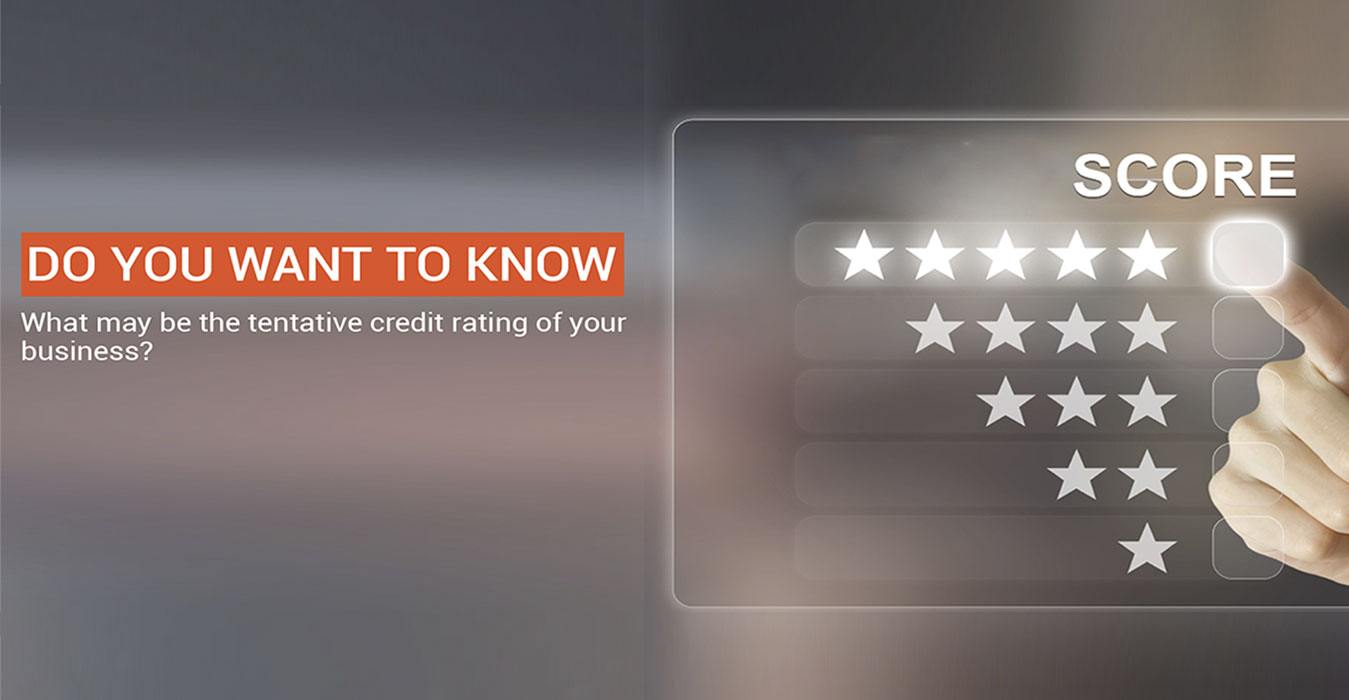 DO YOU WANT TO KNOW
What may be the tentative credit rating of your
business?
SCORE